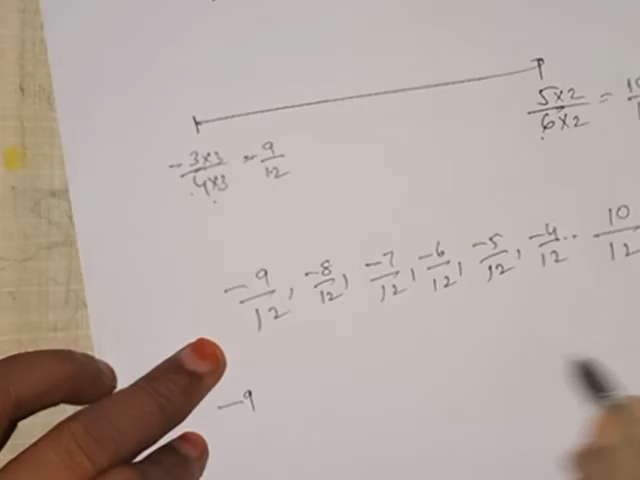 5×2/6×2 = 10/1
-3×3/4×3 = 9/12
-9/12, -8/12, -7/12, -6/12, -5/12, -4/12 .. 10/12
-9